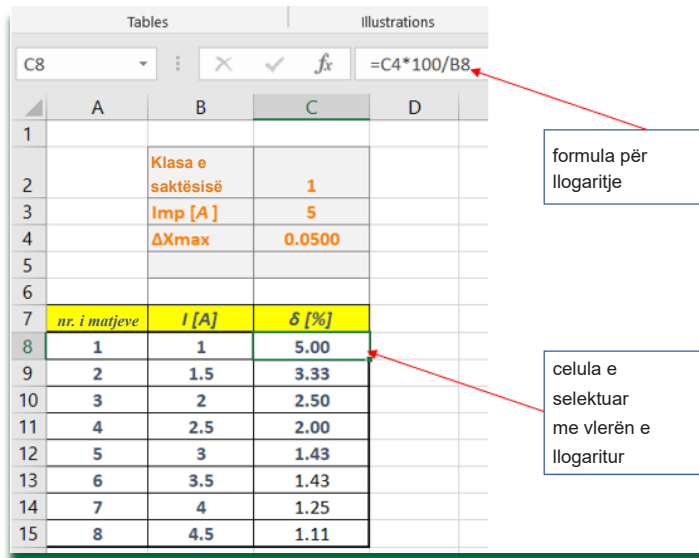 Tables Illustrations
C8 fx =C4*100/B8
A B C D
1
Klasa e
2 saktësisë 1
3 Imp [A] 5
4 ΔXmax 0.0500
5
6
7 nr. i matjeve I [A] δ [%]
8 1 1 5.00
9 2 1.5 3.33
10 3 2 2.50
11 4 2.5 2.00
12 5 3 1.43
13 6 3.5 1.43
14 7 4 1.25
15 8 4.5 1.11
formula për
llogaritje
celula e
selektuar
me vlerën e
llogaritur